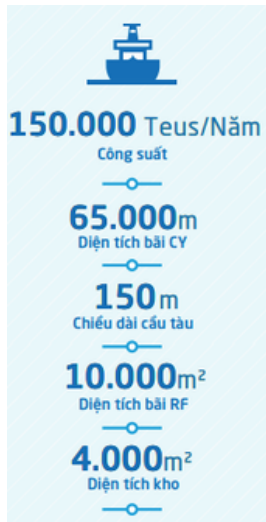 150.000 Teus/Năm
Công suất
65.000m
Diện tích bãi CY
150m
Chiều dài cầu tàu
10.000m²
Diện tích bãi RF
4.000m²
Diện tích kho